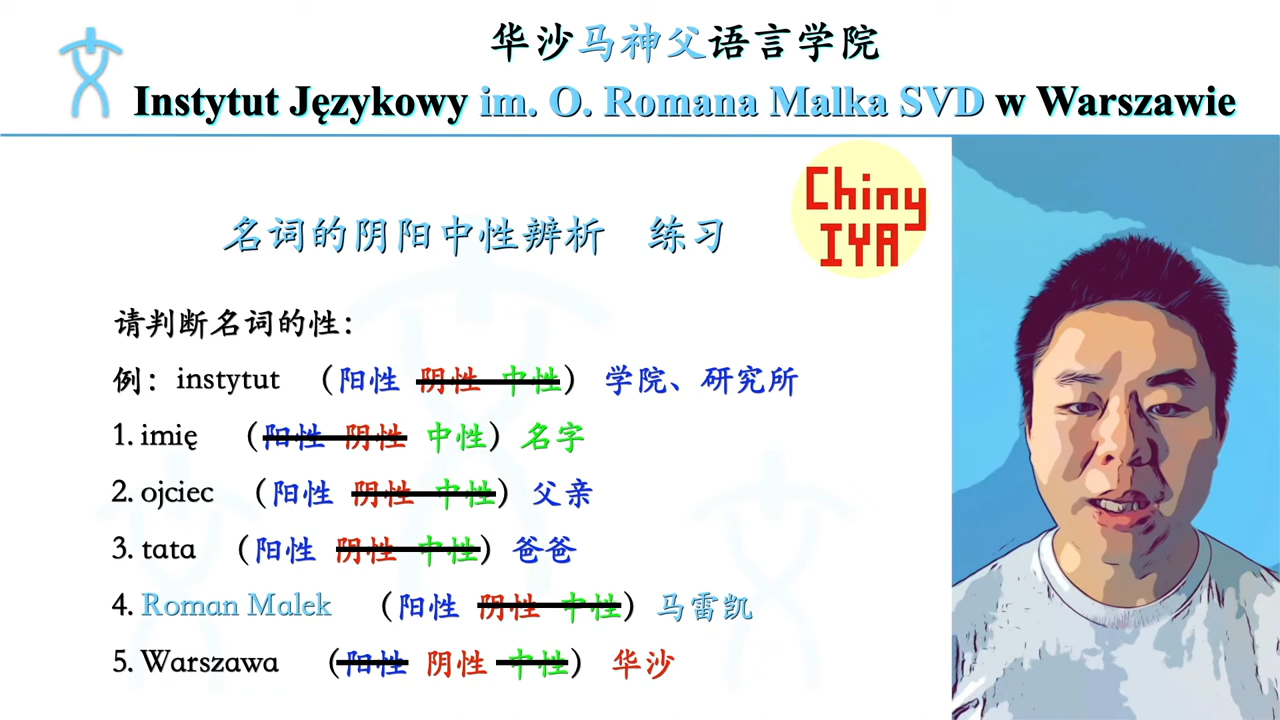 华沙马神父语言学院
Instytut Językowy im. O. Romana Malka SVD w Warszawie
Chiny
IYA
名词的阴阳中性辨析 练习
请判断名词的性：
例：instytut （阳性 阴性 中性）学院、研究所
1. imię （阳性 阴性 中性）名字
2. ojciec （阳性 阴性 中性）父亲
3. tata （阳性 阴性 中性）爸爸
4. Roman Malek （阳性 阴性 中性）马雷凯
5. Warszawa （阳性 阴性 中性）华沙